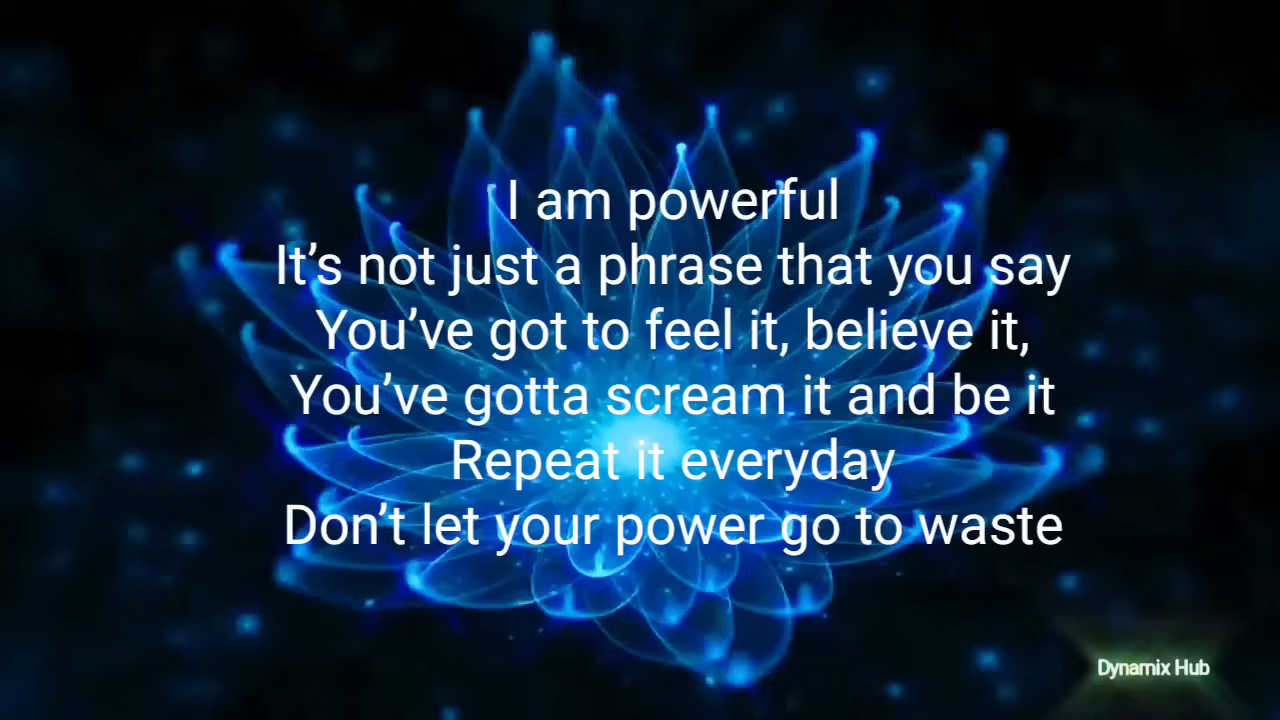 I am powerful
It’s not just a phrase that you say
You’ve got to feel it, believe it,
You’ve gotta scream it and be it
Repeat it everyday
Don’t let your power go to waste
Dynamix Hub